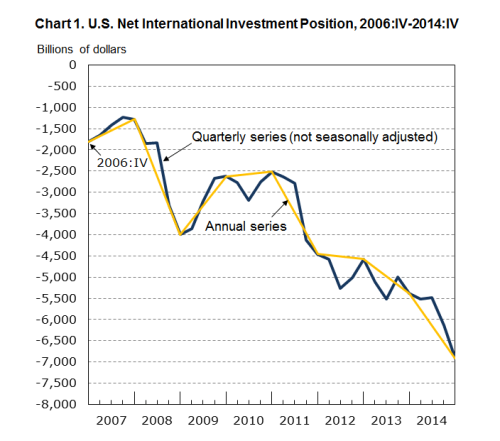 Chart 1. U.S. Net International Investment Position, 2006:IV-2014:IV
Billions of dollars
0
-500
-1,000
-1,500
-2,000
-2,500
-3,000
-3,500
-4,000
-4,500
-5,000
-5,500
-6,000
-6,500
-7,000
-7,500
-8,000
Quarterly series (not seasonally adjusted)
2006:IV
Annual series
2007 2008 2009 2010 2011 2012 2013 2014